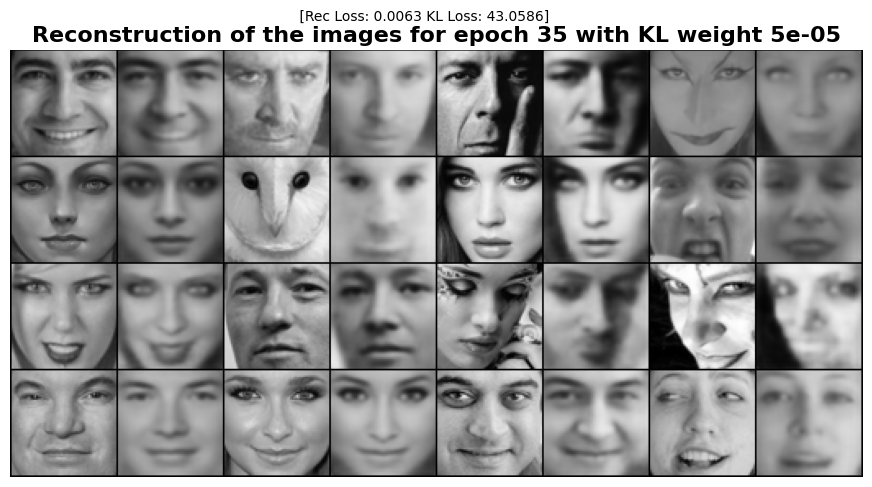 [Rec Loss: 0.0063 KL Loss: 43.0586]
Reconstruction of the images for epoch 35 with KL weight 5e-05